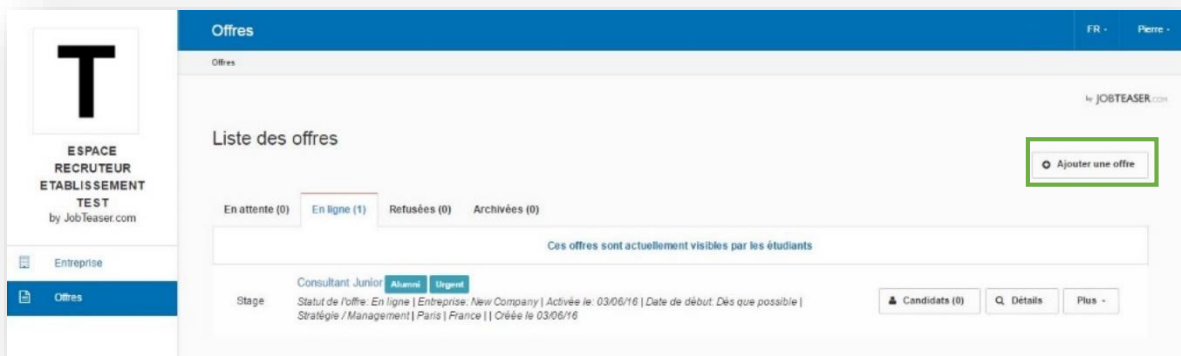 T
ESPACE
RECRUTEUR
ETABLISSEMENT
TEST
by JobTeaser.com
Entreprise
Offres
Offres
FR
Pierre
Offres
by JOBTEASER.COM
Liste des offres
Ajouter une offre
En attente (0) En ligne (1) Refusées (0) Archivées (0)
Ces offres sont actuellement visibles par les étudiants
Stage
Consultant Junior Alumni Urgent
Statut de l'offre: En ligne | Entreprise: New Company | Activée le: 03/06/16 | Date de début: Dès que possible |
Stratégie / Management | Paris | France | | Créée le 03/06/16
Candidats (0) Détails Plus